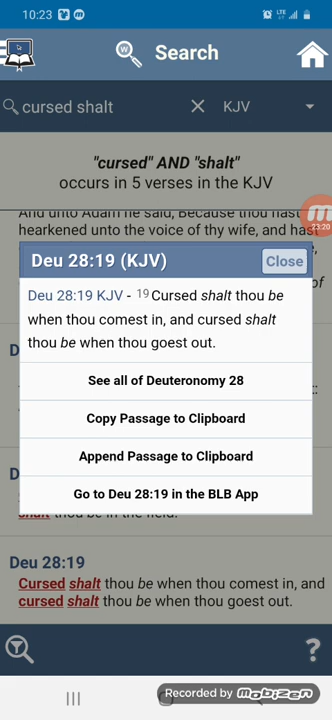 10:23
LTE
Search
cursed shalt
KJV
"cursed" AND "shalt"
occurs in 5 verses in the KJV
And unto Adam he said, Because thou hast
hearkened unto the voice of thy wife, and hast
23:20
Deu 28:19 (KJV)
Close
Deu 28:19 KJV - 19 Cursed shalt thou be
when thou comest in, and cursed shalt
thou be when thou goest out.
See all of Deuteronomy 28
Copy Passage to Clipboard
Append Passage to Clipboard
Go to Deu 28:19 in the BLB App
shalt thou be in the field.
Deu 28:19
Cursed shalt thou be when thou comest in, and
cursed shalt thou be when thou goest out.
Recorded by Mobizen